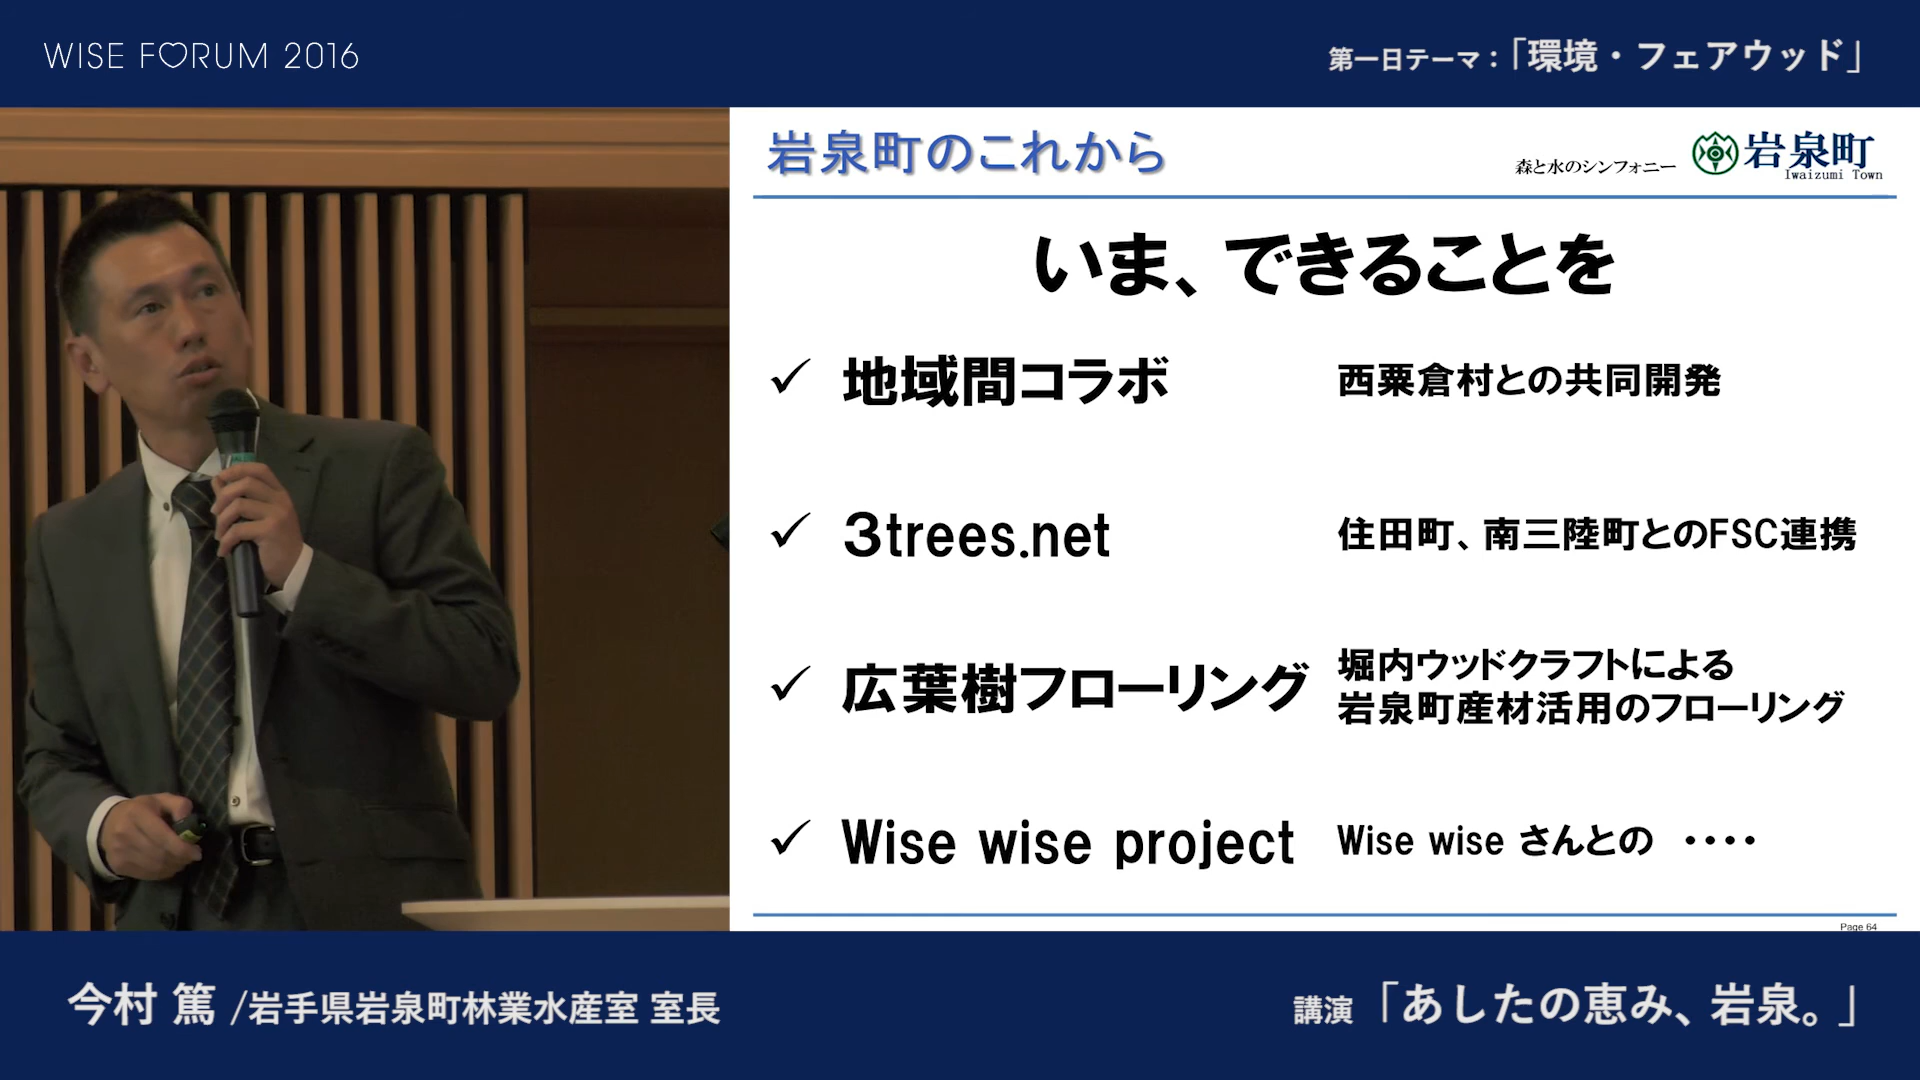 WISE FORUM 2016
第一日テーマ：「環境・フェアウッド」
岩泉町のこれから
森と水のシンフォニー
岩泉町
Iwaizumi Town
いま、できることを
✓ 地域間コラボ 西粟倉村との共同開発
✓ 3trees.net 住田町、南三陸町とのFSC連携
✓ 広葉樹フローリング 堀内ウッドクラフトによる
岩泉町産材活用のフローリング
✓ Wise wise project Wise wise さんとの ・・・・
Page 64
今村 篤 /岩手県岩泉町林業水産室 室長
講演 「あしたの恵み、岩泉。」